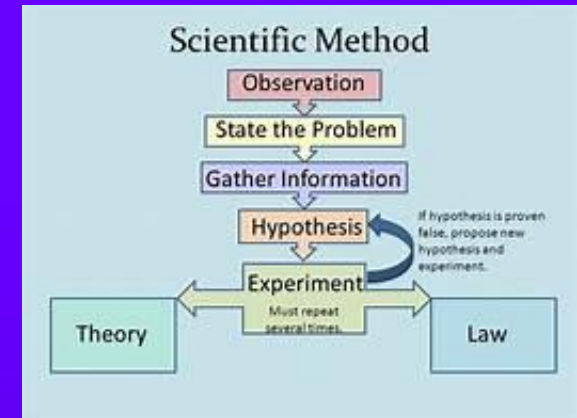 Scientific Method
Observation
State the Problem
Gather Information
Hypothesis
If hypothesis is proven
false, propose new
hypothesis and
experiment.
Experiment
Must repeat
several times.
Theory
Law